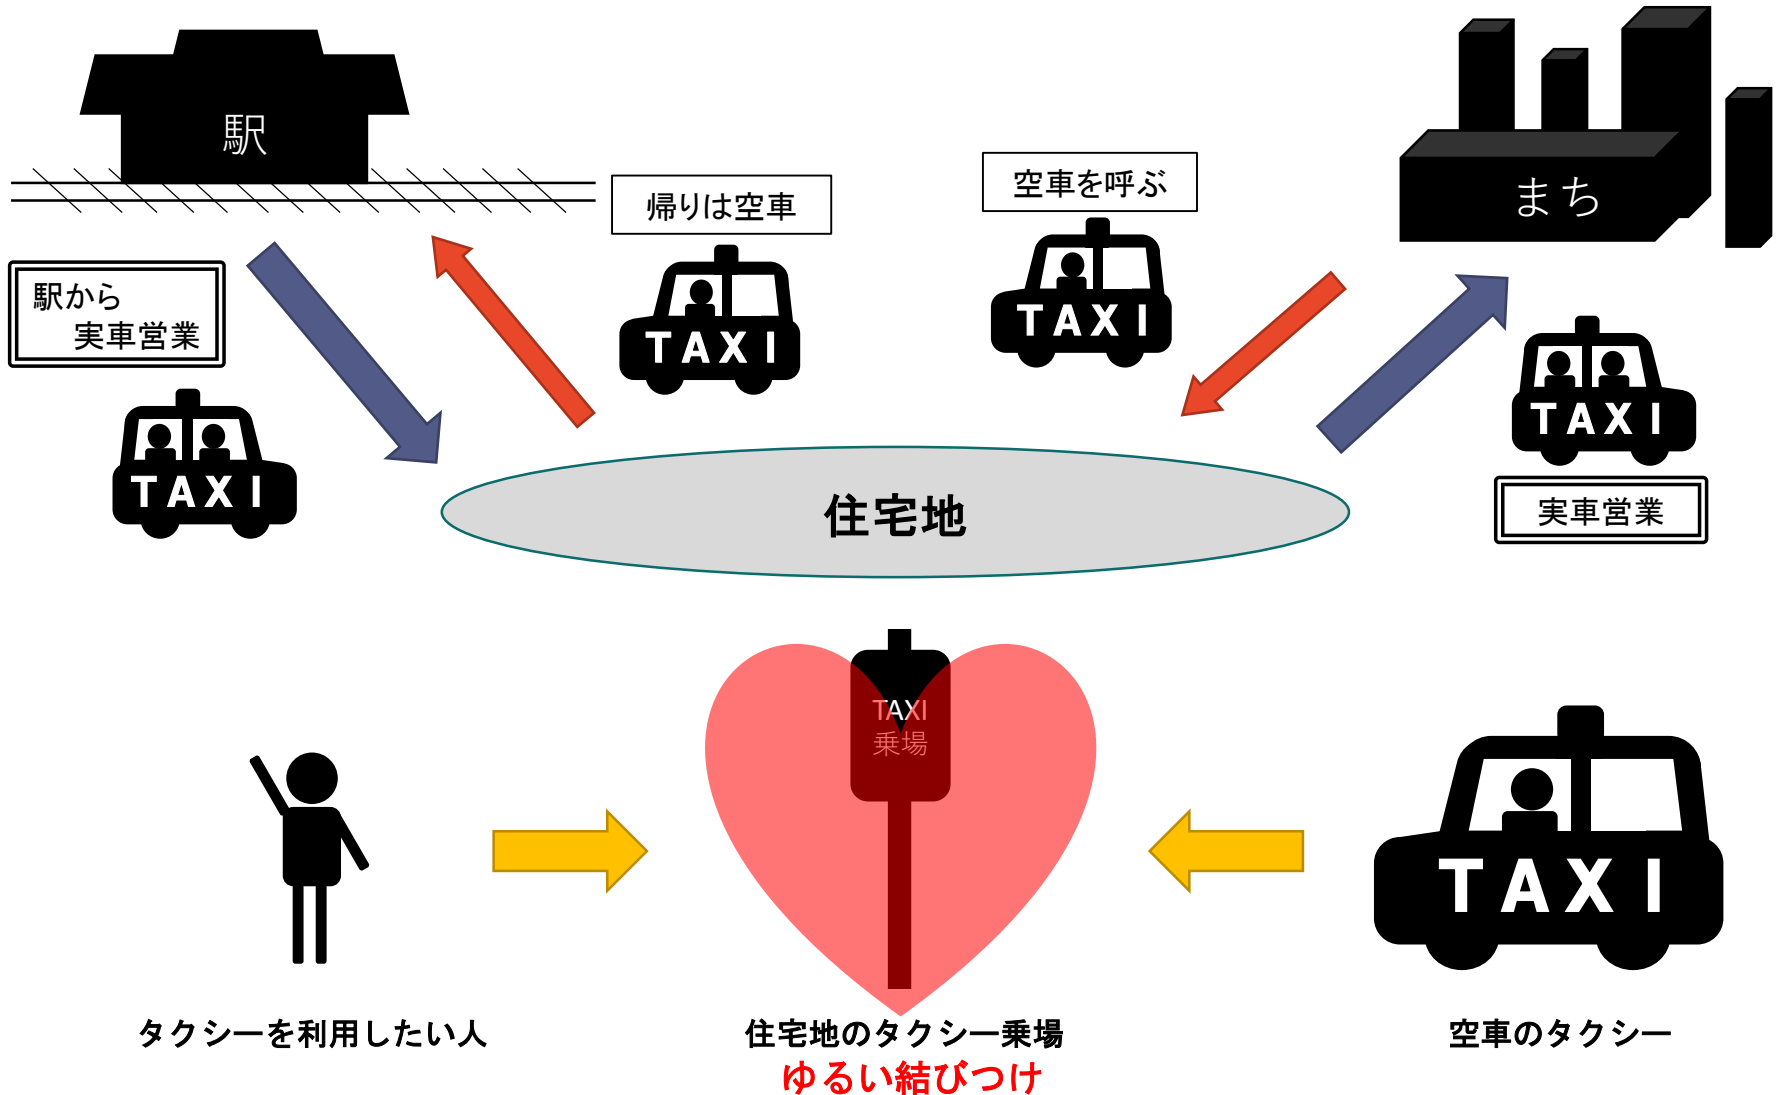 駅
まち
帰りは空車
空車を呼ぶ
駅から
実車営業
TAXI
TAXI
TAXI
TAXI
実車営業
住宅地
TAXI
乗場
TAXI
タクシーを利用したい人
住宅地のタクシー乗場
ゆるい結びつけ
空車のタクシー